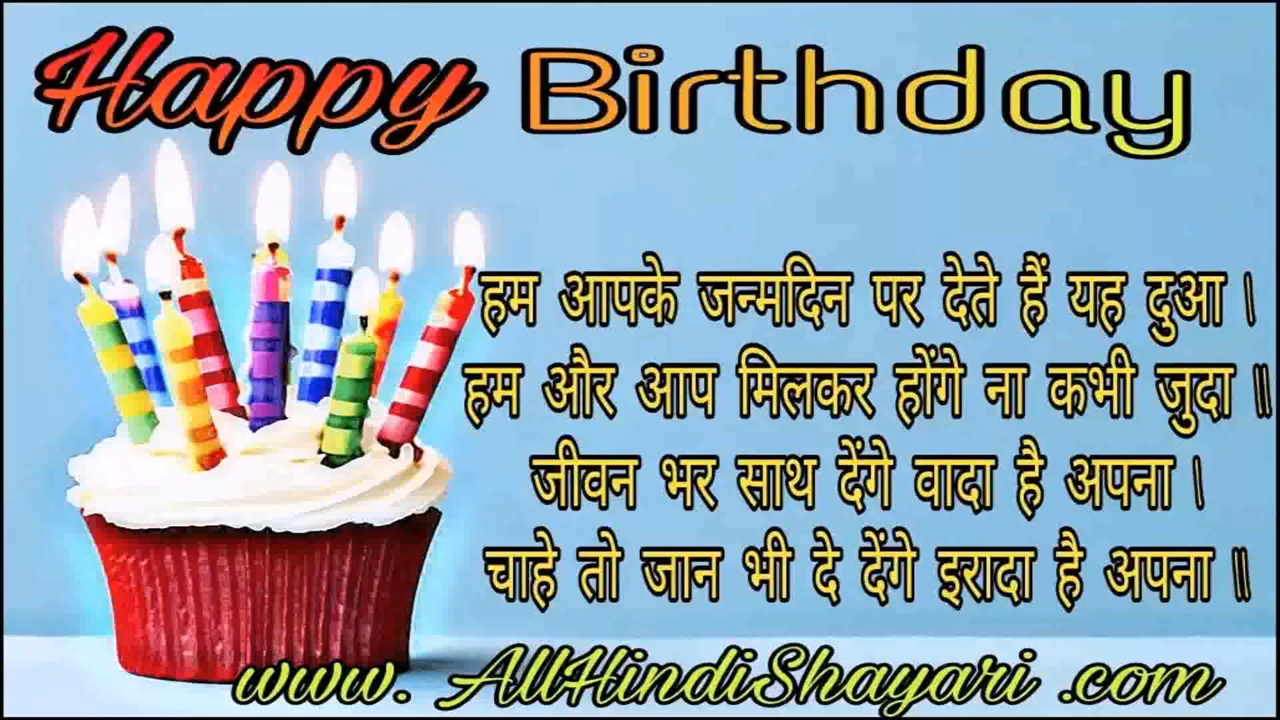 Happy Birthday
हम आपके जन्मदिन पर देते हैं यह दुआ ।
हम और आप मिलकर होंगे ना कभी जुदा ॥
जीवन भर साथ देंगे वादा है अपना ।
चाहे तो जान भी दे देंगे इरादा है अपना ॥
www. AllHindiShayari .com